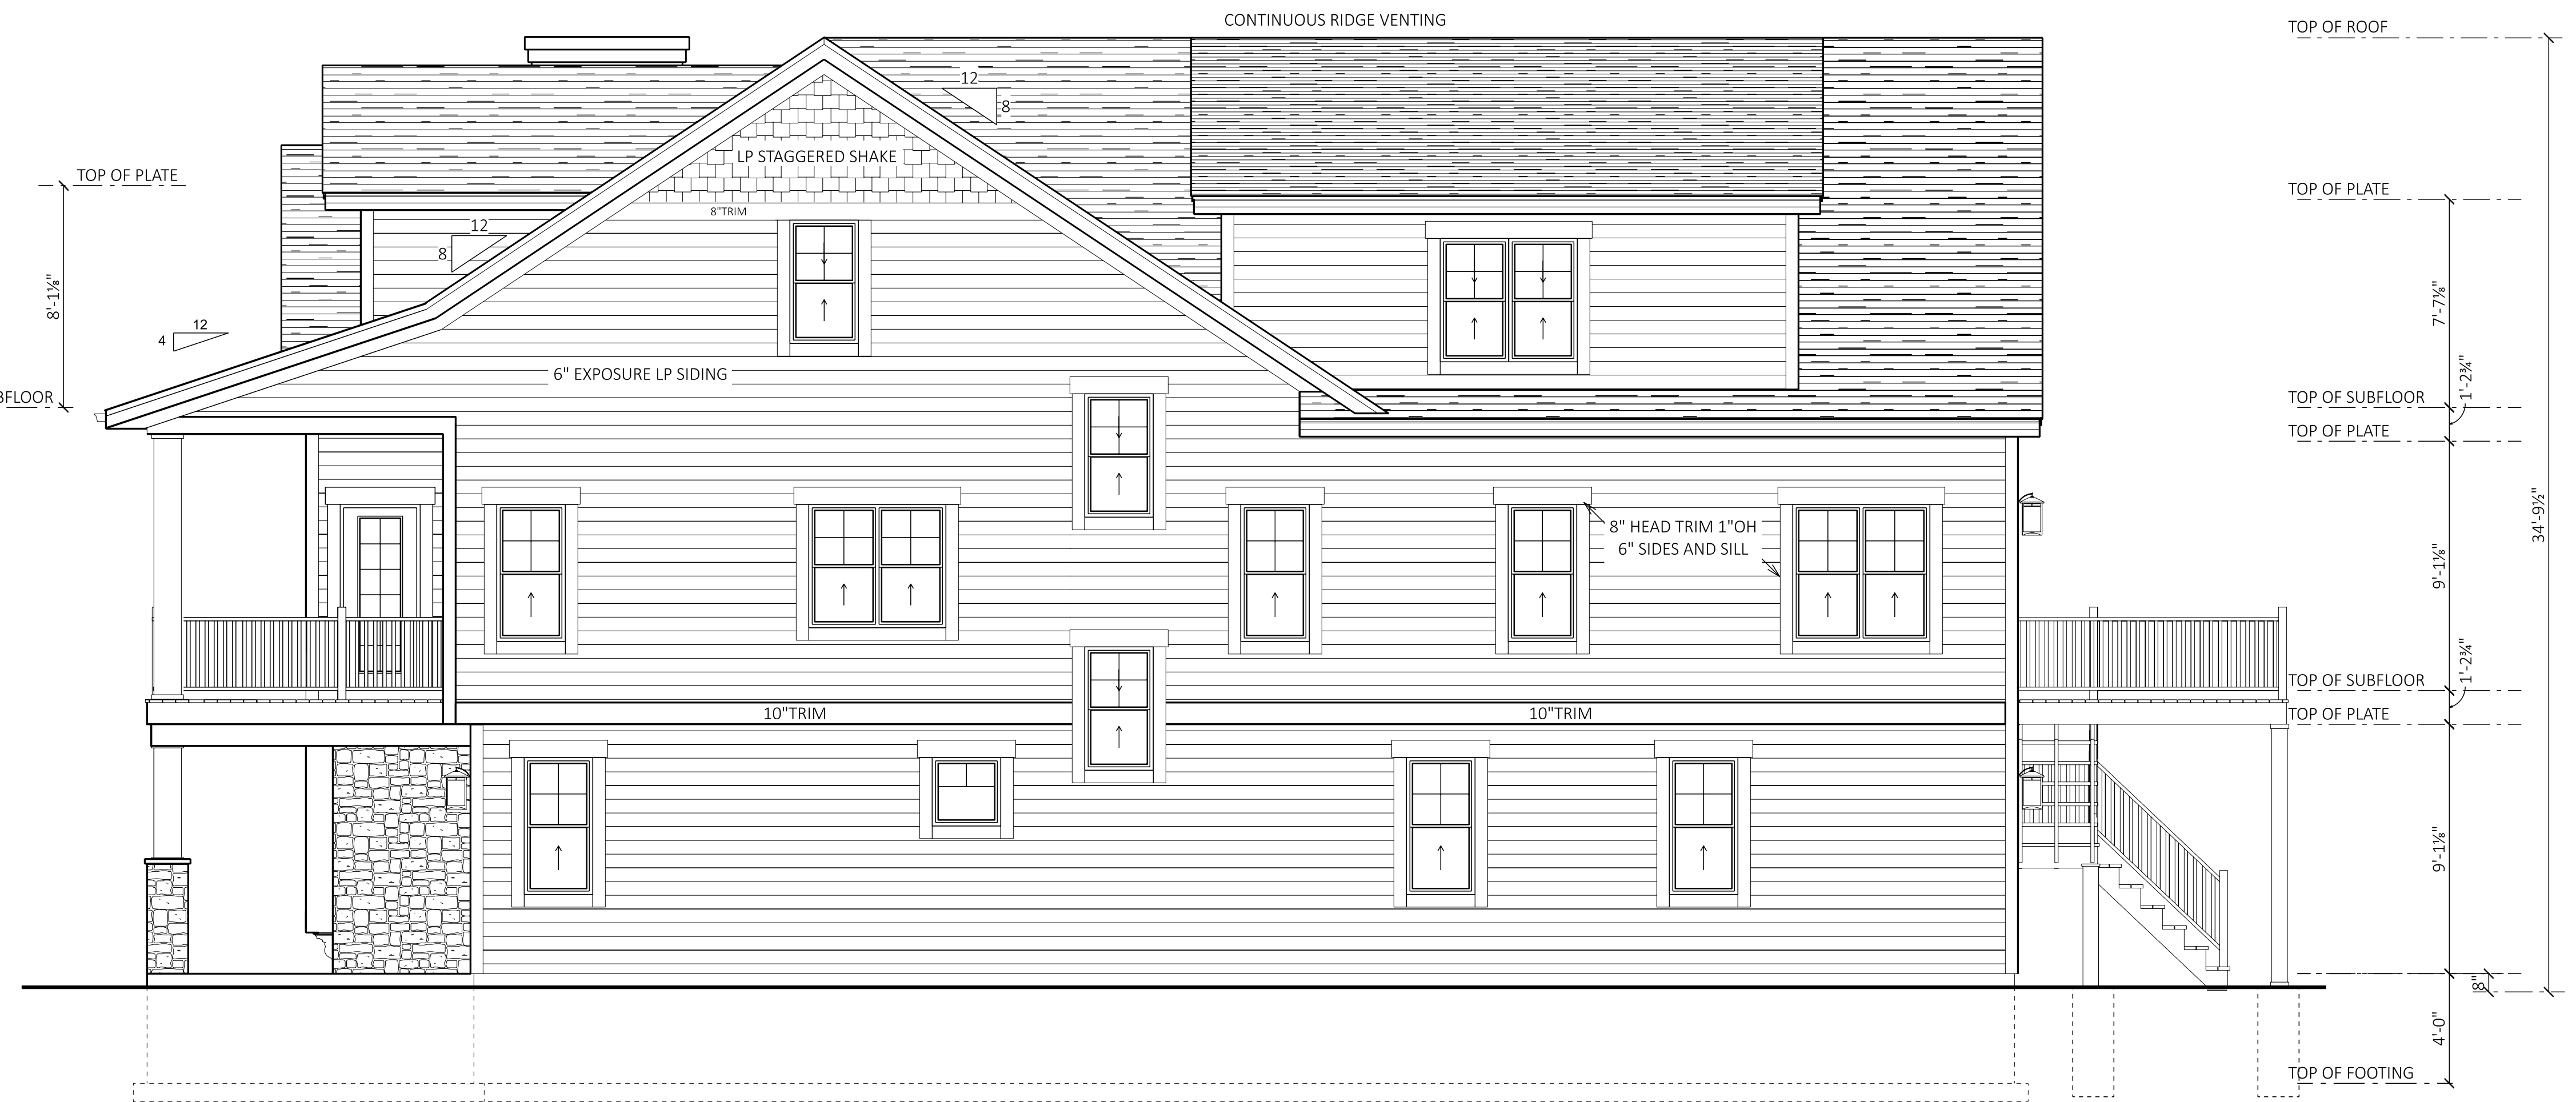 CONTINUOUS RIDGE VENTING
TOP OF ROOF
12
8
LP STAGGERED SHAKE
TOP OF PLATE
TOP OF PLATE
8"TRIM
12
8
8'-1⅛"
7'-7⅛"
12
4
6" EXPOSURE LP SIDING
1'-2¾"
BFLOOR
TOP OF SUBFLOOR
TOP OF PLATE
34'-9½"
8" HEAD TRIM 1"OH
6" SIDES AND SILL
9'-1⅛"
1'-2¾"
TOP OF SUBFLOOR
10"TRIM
10"TRIM
TOP OF PLATE
9'-1⅛"
8"
4'-0"
TOP OF FOOTING